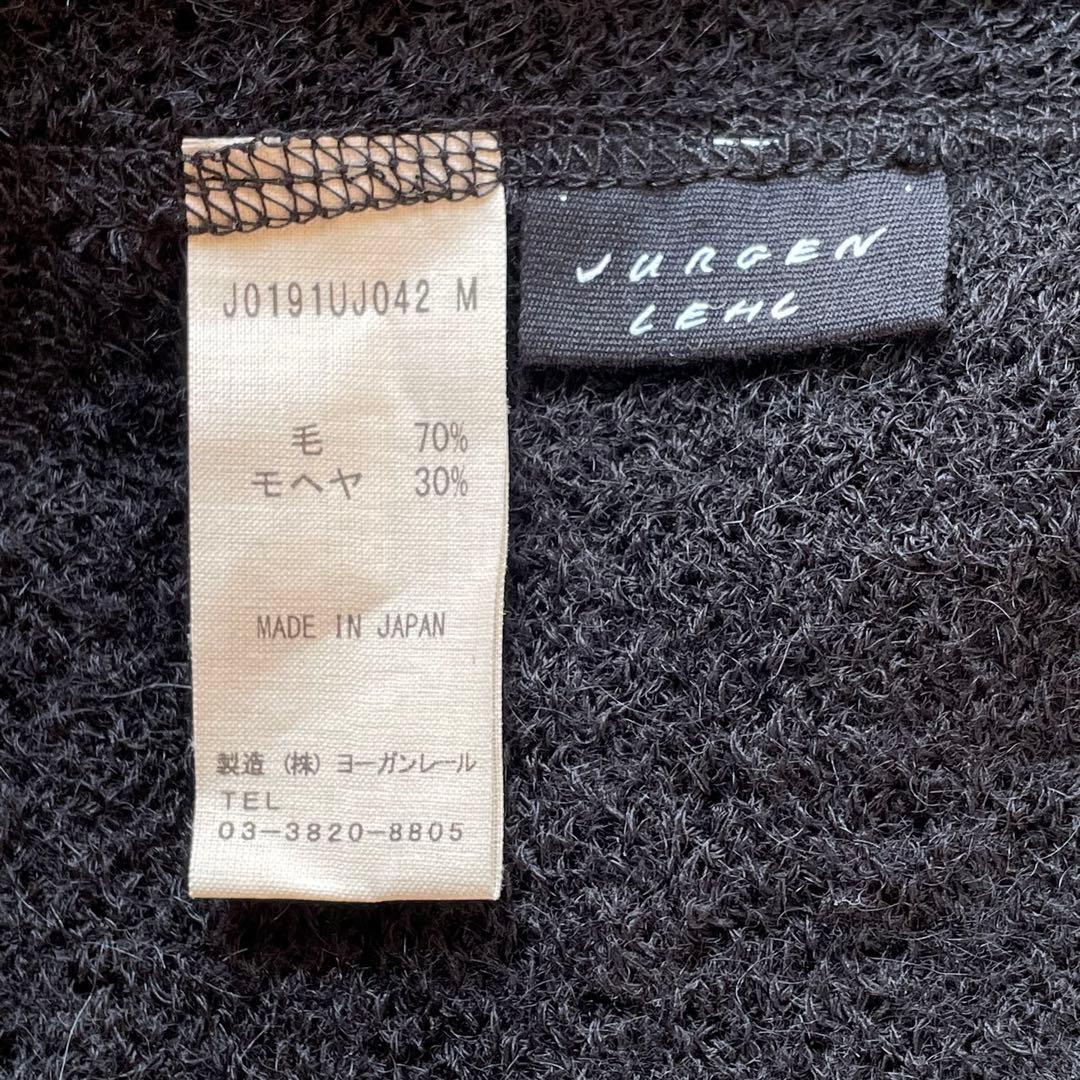 J0191UJ042 M
毛 70%
モヘヤ 30%
MADE IN JAPAN
製造 (株) ヨーガンレール
TEL
03-3820-8805
JURGEN
LEHL